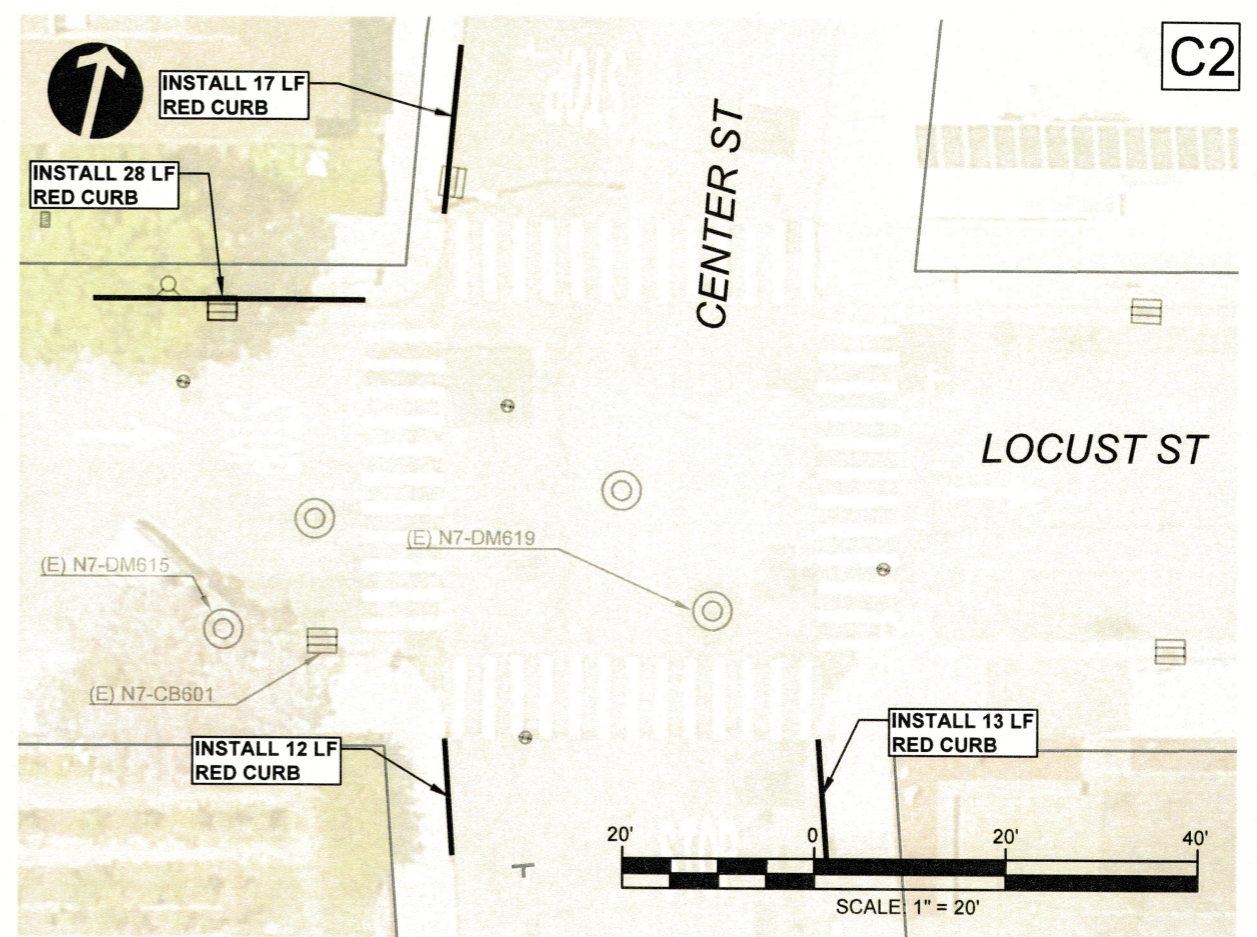 C2
INSTALL 17 LF
RED CURB
INSTALL 28 LF
RED CURB
STOP
CENTER ST
LOCUST ST
(E) N7-DM619
(E) N7-DM615
(E) N7-CB601
INSTALL 12 LF
RED CURB
INSTALL 13 LF
RED CURB
STOP
20'
0
20'
40'
SCALE: 1" = 20'